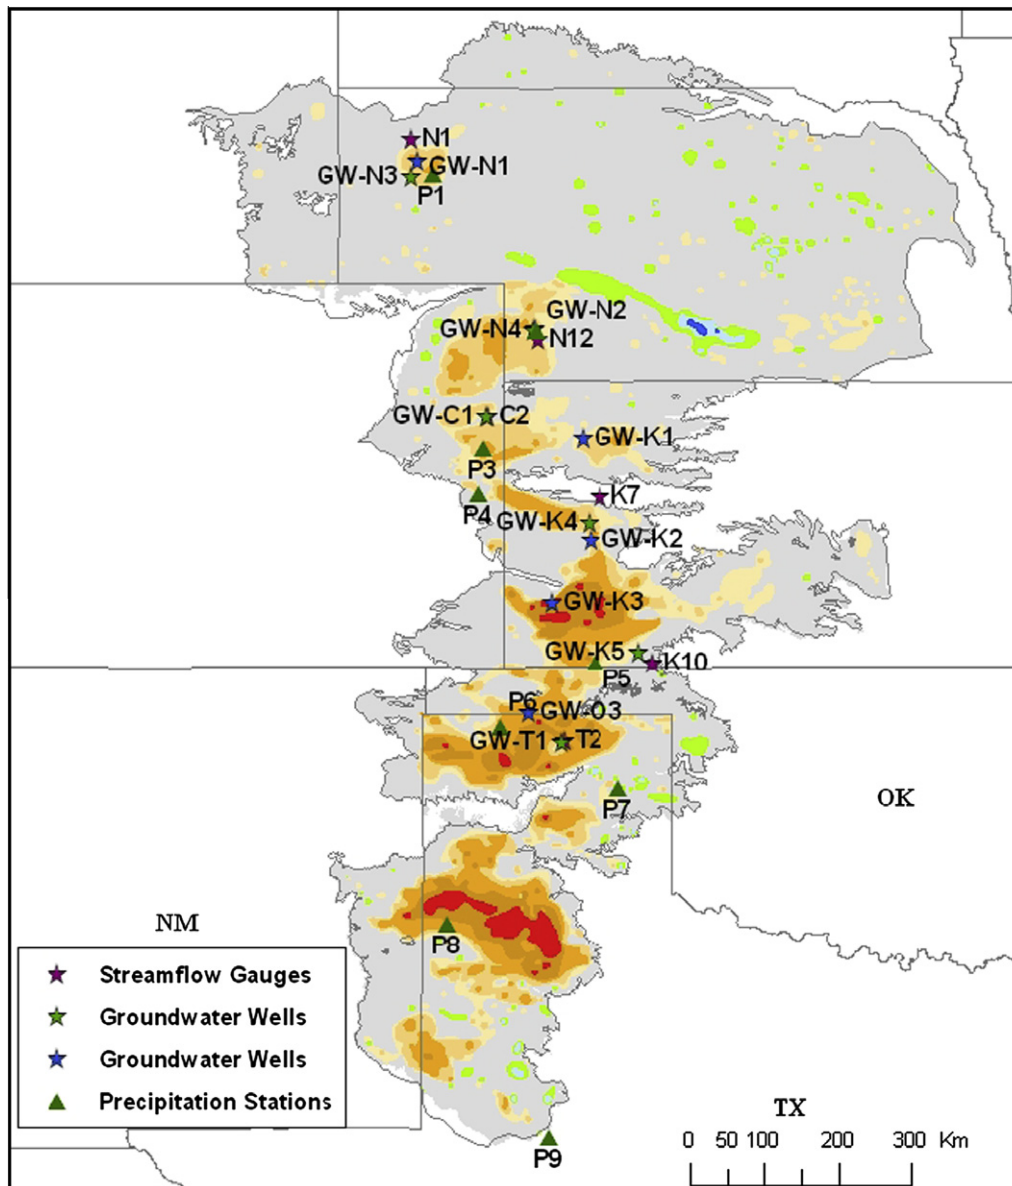 N1
GW-N3
GW-N1
P1
GW-N2
GW-N4
N12
GW-C1
C2
GW-K1
P3
K7
P4
GW-K4
GW-K2
GW-K3
GW-K5
K10
P5
P6
GW-O3
GW-T1
T2
P7
OK
NM
P8
Streamflow Gauges
Groundwater Wells
Groundwater Wells
Precipitation Stations
TX
P9
0 50 100 200 300 Km